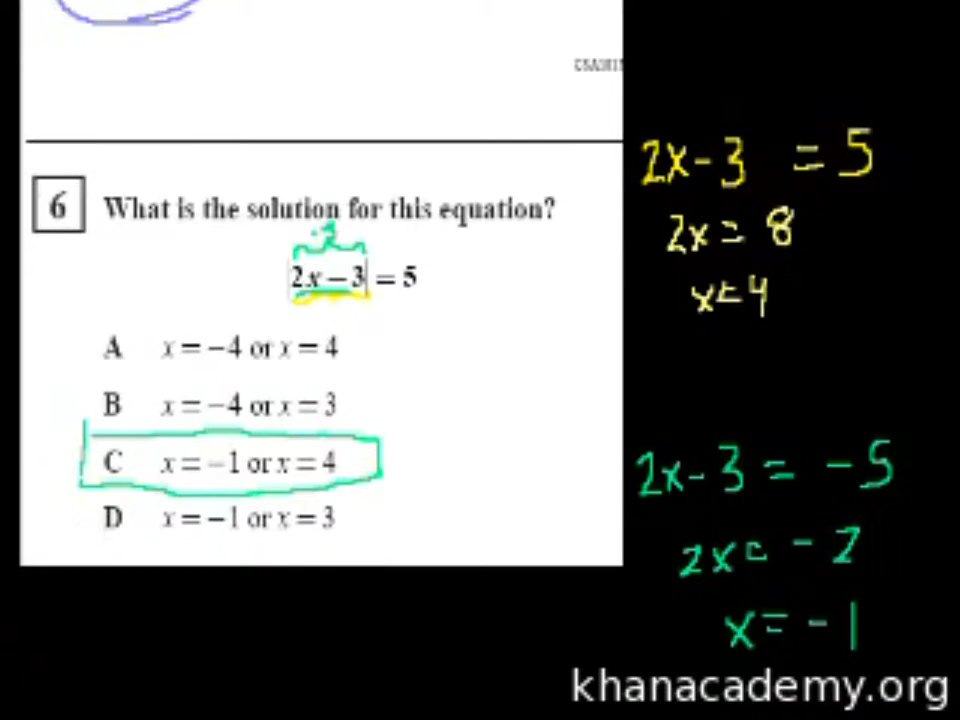 6 What is the solution for this equation?
|2x − 3| = 5
A x = −4 or x = 4
B x = −4 or x = 3
C x = −1 or x = 4
D x = −1 or x = 3
2x - 3 = 5
2x = 8
x = 4
2x - 3 = - 5
2x = - 2
x = - 1
khanacademy.org